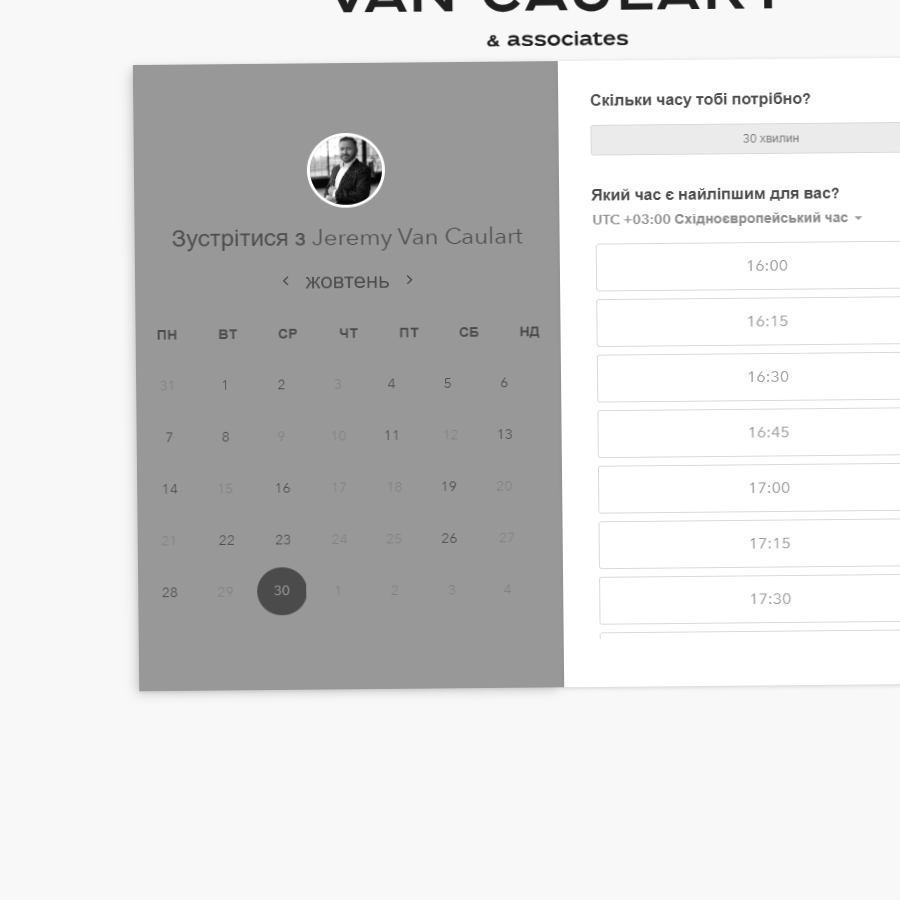 VAN CAULART
& associates
Зустрітися з Jeremy Van Caulart
жовтень
ПН ВТ СР ЧТ ПТ СБ НД
31 1 2 3 4 5 6
7 8 9 10 11 12 13
14 15 16 17 18 19 20
21 22 23 24 25 26 27
28 29 30 1 2 3 4
Скільки часу тобі потрібно?
30 хвилин
Який час є найліпшим для вас?
UTC +03:00 Східноєвропейський час
16:00
16:15
16:30
16:45
17:00
17:15
17:30